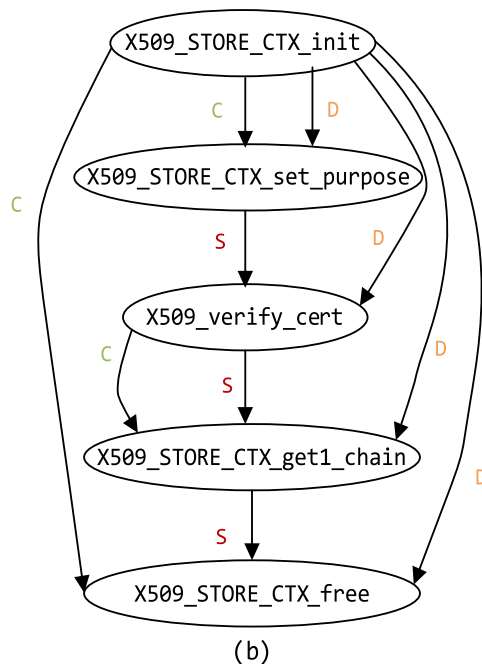 X509_STORE_CTX_init
C D
X509_STORE_CTX_set_purpose
C
S D
X509_verify_cert
C D
S
X509_STORE_CTX_get1_chain
D
S
X509_STORE_CTX_free
(b)